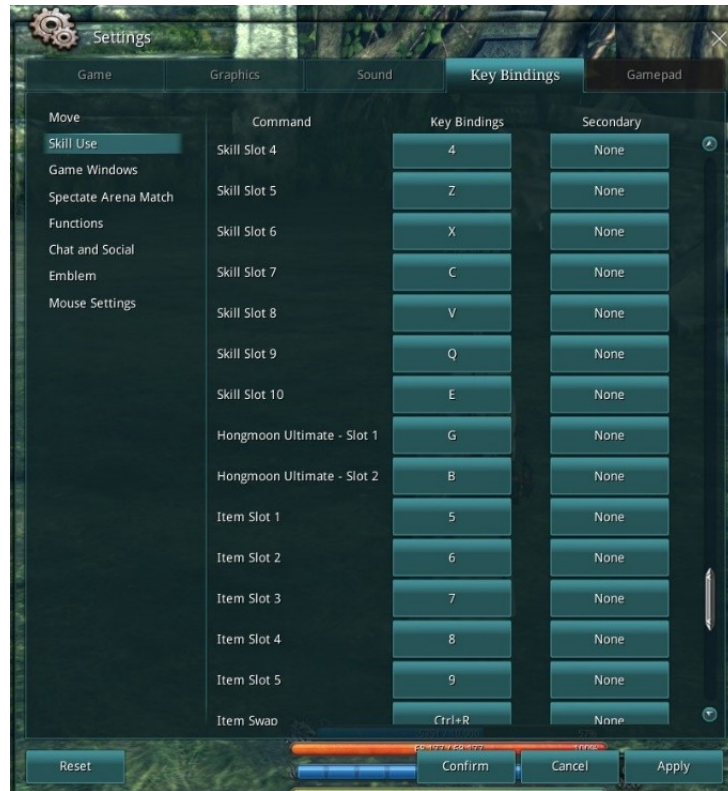 Settings
Game Graphics Sound Key Bindings Gamepad
Move
Skill Use
Game Windows
Spectate Arena Match
Functions
Chat and Social
Emblem
Mouse Settings
Command Key Bindings Secondary
Skill Slot 4 4 None
Skill Slot 5 Z None
Skill Slot 6 X None
Skill Slot 7 C None
Skill Slot 8 V None
Skill Slot 9 Q None
Skill Slot 10 E None
Hongmoon Ultimate - Slot 1 G None
Hongmoon Ultimate - Slot 2 B None
Item Slot 1 5 None
Item Slot 2 6 None
Item Slot 3 7 None
Item Slot 4 8 None
Item Slot 5 9 None
Item Swap Ctrl+R None
100%
Reset Confirm Cancel Apply